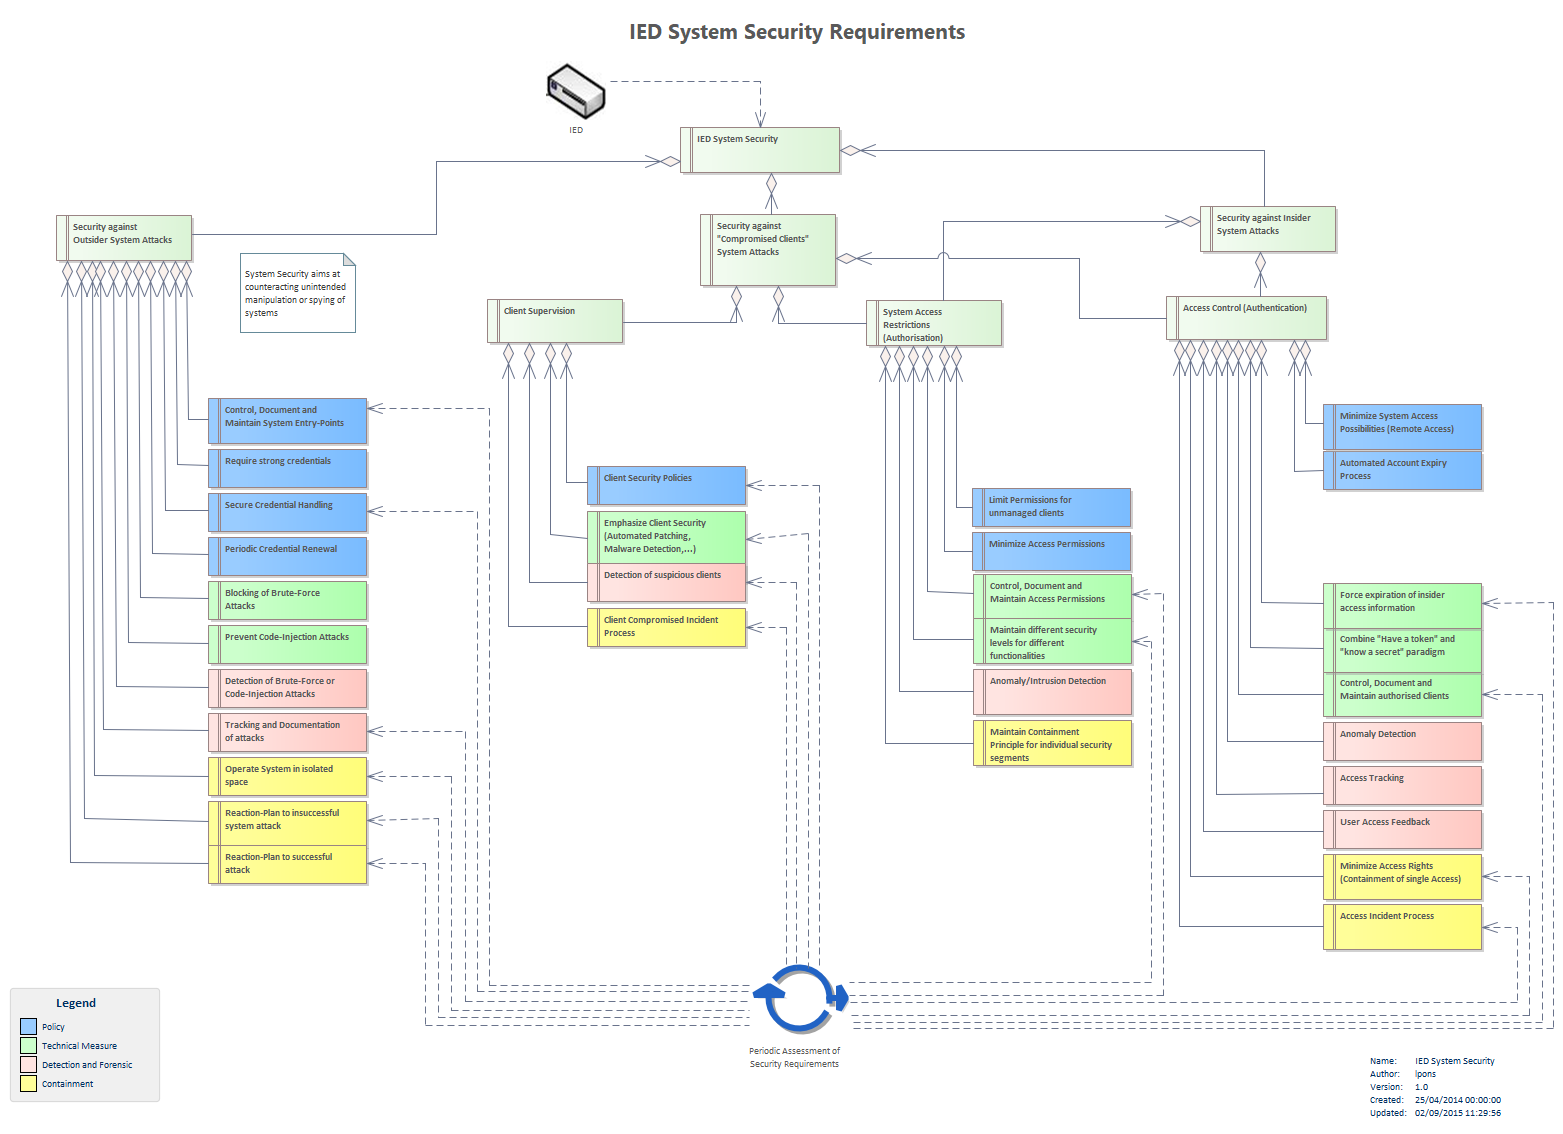 IED System Security Requirements
IED
IED System Security
Security against
Outsider System Attacks
Security against
"Compromised Clients"
System Attacks
Security against Insider
System Attacks
System Security aims at
counteracting unintended
manipulation or spying of
systems
Client Supervision
System Access
Restrictions
(Authorisation)
Access Control (Authentication)
Control, Document and
Maintain System Entry-Points
Require strong credentials
Secure Credential Handling
Periodic Credential Renewal
Blocking of Brute-Force
Attacks
Prevent Code-Injection Attacks
Detection of Brute-Force or
Code-Injection Attacks
Tracking and Documentation
of attacks
Operate System in isolated
space
Reaction-Plan to insuccessful
system attack
Reaction-Plan to successful
attack
Client Security Policies
Emphasize Client Security
(Automated Patching,
Malware Detection,...)
Detection of suspicious clients
Client Compromised Incident
Process
Limit Permissions for
unmanaged clients
Minimize Access Permissions
Control, Document and
Maintain Access Permissions
Maintain different security
levels for different
functionalities
Anomaly/Intrusion Detection
Maintain Containment
Principle for individual security
segments
Minimize System Access
Possibilities (Remote Access)
Automated Account Expiry
Process
Force expiration of insider
access information
Combine "Have a token" and
"know a secret" paradigm
Control, Document and
Maintain authorised Clients
Anomaly Detection
Access Tracking
User Access Feedback
Minimize Access Rights
(Containment of single Access)
Access Incident Process
Periodic Assessment of
Security Requirements
Legend
Policy
Technical Measure
Detection and Forensic
Containment
Name: IED System Security
Author: lpons
Version: 1.0
Created: 25/04/2014 00:00:00
Updated: 02/09/2015 11:29:56